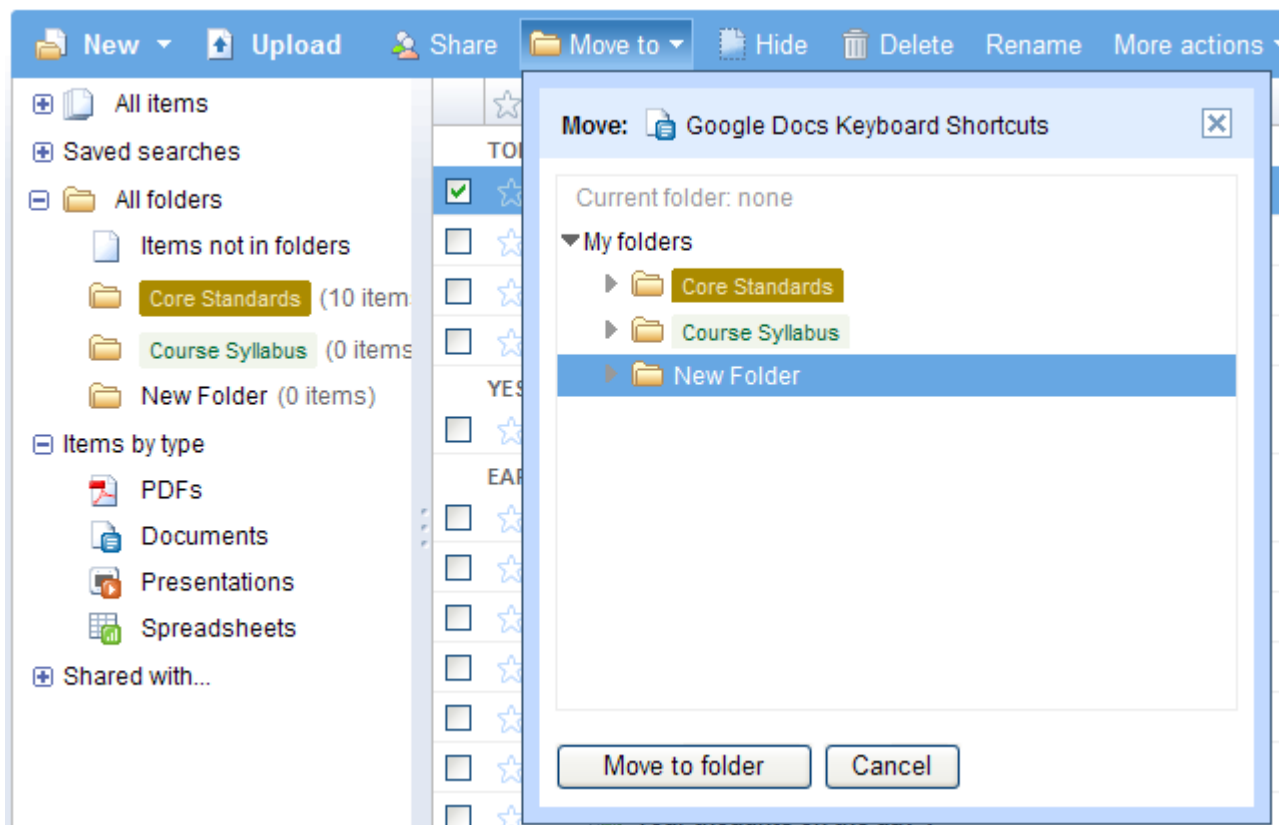 New Upload Share Move to Hide Delete Rename More actions
All items
Saved searches
All folders
Items not in folders
Core Standards (10 item
Course Syllabus (0 items
New Folder (0 items)
Items by type
PDFs
Documents
Presentations
Spreadsheets
Shared with...
TO
YES
EAR
Move: Google Docs Keyboard Shortcuts
Current folder: none
My folders
Core Standards
Course Syllabus
New Folder
Move to folder Cancel